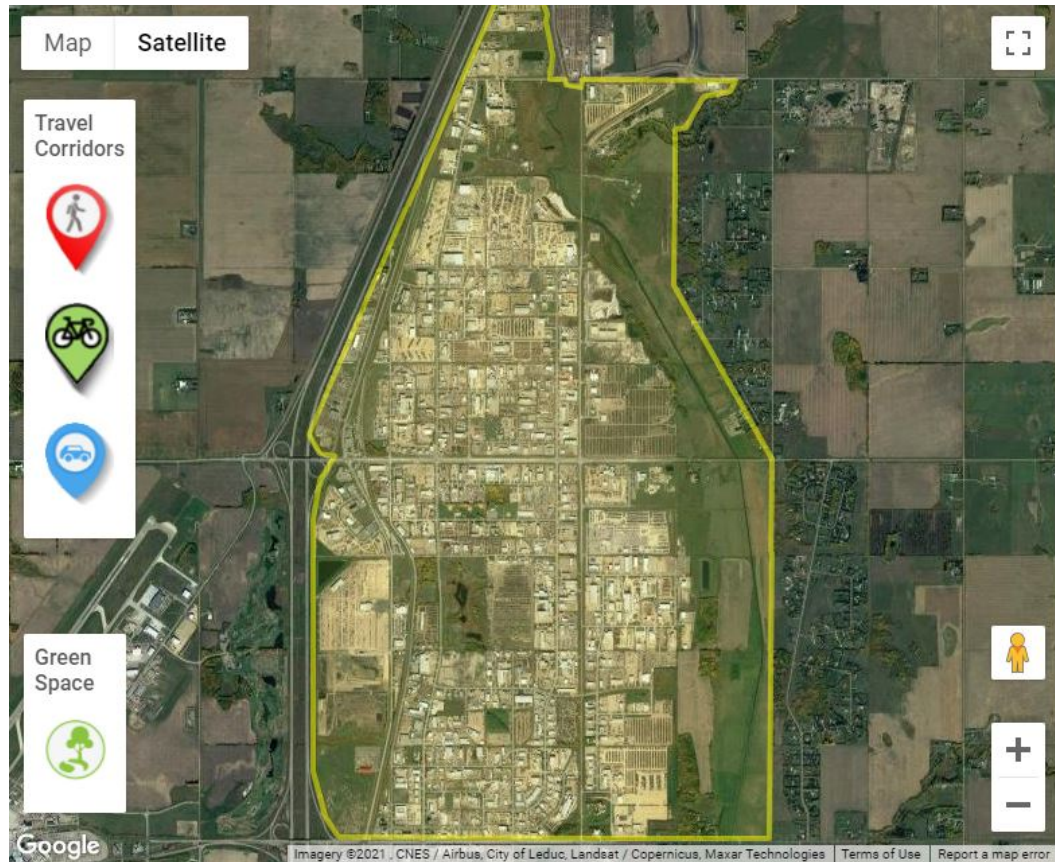 Map Satellite
Travel
Corridors
Green
Space
+
−
Google
Imagery ©2021 , CNES / Airbus, City of Leduc, Landsat / Copernicus, Maxar Technologies Terms of Use Report a map error